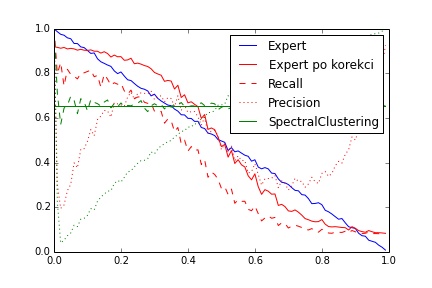 1.0
0.8
0.6
0.4
0.2
0.0
Expert
Expert po korekci
Recall
Precision
SpectralClustering
0.0 0.2 0.4 0.6 0.8 1.0